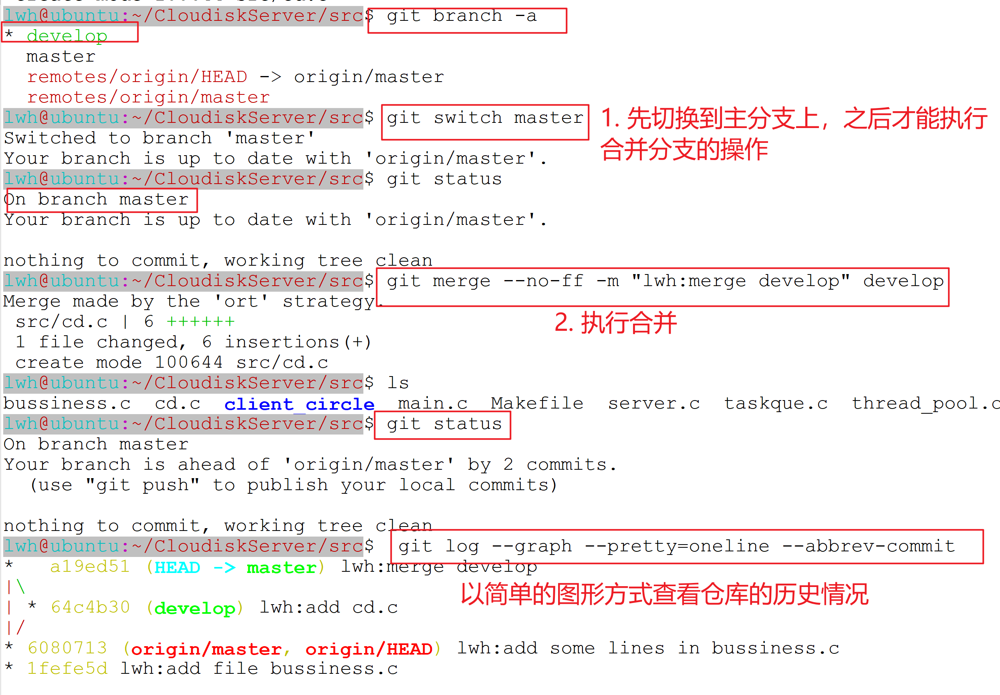 lwh@ubuntu:~/CloudiskServer/src$ git branch -a
* develop
  master
  remotes/origin/HEAD -> origin/master
  remotes/origin/master
lwh@ubuntu:~/CloudiskServer/src$ git switch master
1. 先切换到主分支上，之后才能执行
合并分支的操作
Switched to branch 'master'
Your branch is up to date with 'origin/master'.
lwh@ubuntu:~/CloudiskServer/src$ git status
On branch master
Your branch is up to date with 'origin/master'.
nothing to commit, working tree clean
lwh@ubuntu:~/CloudiskServer/src$ git merge --no-ff -m "lwh:merge develop" develop
Merge made by the 'ort' strategy.
2. 执行合并
 src/cd.c | 6 ++++++
 1 file changed, 6 insertions(+)
 create mode 100644 src/cd.c
lwh@ubuntu:~/CloudiskServer/src$ ls
bussiness.c  cd.c  client_circle  main.c  Makefile  server.c  taskque.c  thread_pool.c
lwh@ubuntu:~/CloudiskServer/src$ git status
On branch master
Your branch is ahead of 'origin/master' by 2 commits.
  (use "git push" to publish your local commits)
nothing to commit, working tree clean
lwh@ubuntu:~/CloudiskServer/src$  git log --graph --pretty=oneline --abbrev-commit
*   a19ed51 (HEAD -> master) lwh:merge develop
|\
以简单的图形方式查看仓库的历史情况
| * 64c4b30 (develop) lwh:add cd.c
|/
* 6080713 (origin/master, origin/HEAD) lwh:add some lines in bussiness.c
* 1fefe5d lwh:add file bussiness.c